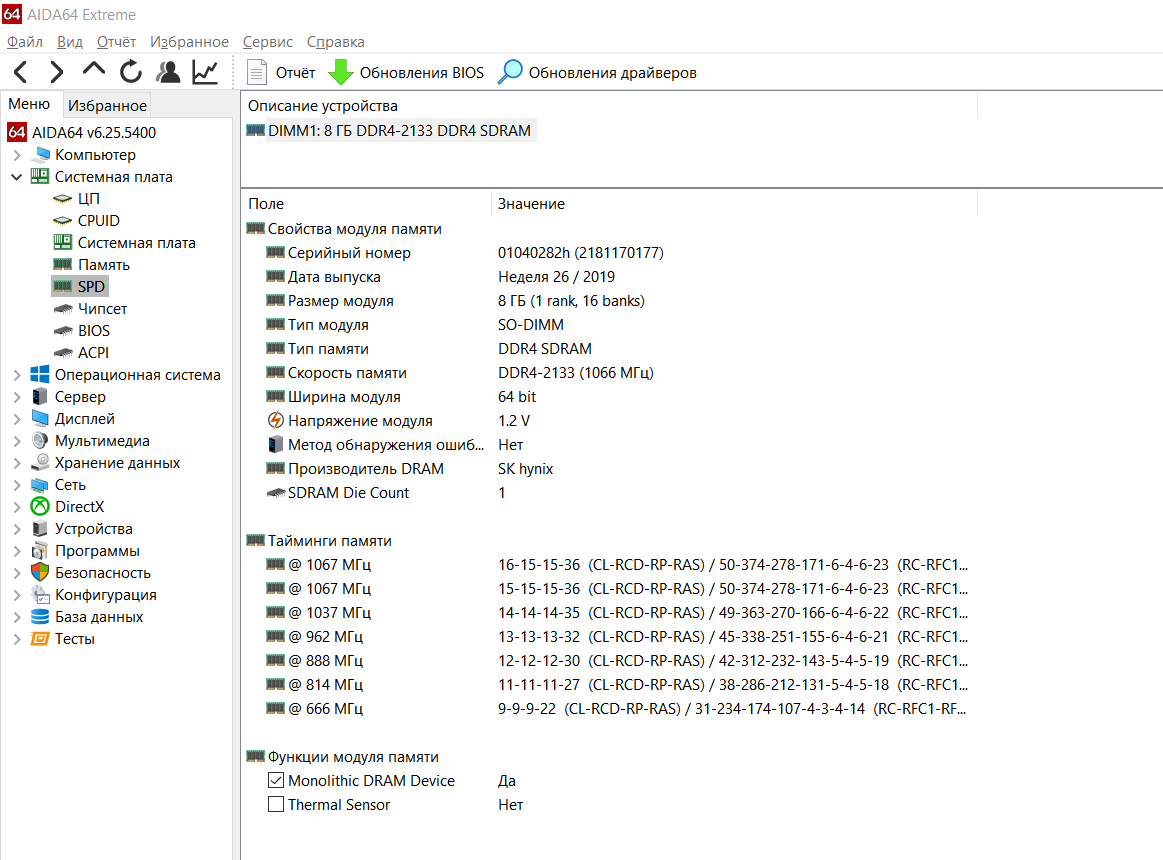 64 AIDA64 Extreme
Файл Вид Отчёт Избранное Сервис Справка
Отчёт Обновления BIOS Обновления драйверов
Меню Избранное
64 AIDA64 v6.25.5400
Компьютер
Системная плата
ЦП
CPUID
Системная плата
Память
SPD
Чипсет
BIOS
ACPI
Операционная система
Сервер
Дисплей
Мультимедиа
Хранение данных
Сеть
DirectX
Устройства
Программы
Безопасность
Конфигурация
База данных
Тесты
Описание устройства
DIMM1: 8 ГБ DDR4-2133 DDR4 SDRAM
Поле Значение
Свойства модуля памяти
Серийный номер 01040282h (2181170177)
Дата выпуска Неделя 26 / 2019
Размер модуля 8 ГБ (1 rank, 16 banks)
Тип модуля SO-DIMM
Тип памяти DDR4 SDRAM
Скорость памяти DDR4-2133 (1066 МГц)
Ширина модуля 64 bit
Напряжение модуля 1.2 V
Метод обнаружения ошиб... Нет
Производитель DRAM SK hynix
SDRAM Die Count 1
Тайминги памяти
@ 1067 МГц 16-15-15-36 (CL-RCD-RP-RAS) / 50-374-278-171-6-4-6-23 (RC-RFC1...
@ 1067 МГц 15-15-15-36 (CL-RCD-RP-RAS) / 50-374-278-171-6-4-6-23 (RC-RFC1...
@ 1037 МГц 14-14-14-35 (CL-RCD-RP-RAS) / 49-363-270-166-6-4-6-22 (RC-RFC1...
@ 962 МГц 13-13-13-32 (CL-RCD-RP-RAS) / 45-338-251-155-6-4-6-21 (RC-RFC1...
@ 888 МГц 12-12-12-30 (CL-RCD-RP-RAS) / 42-312-232-143-5-4-5-19 (RC-RFC1...
@ 814 МГц 11-11-11-27 (CL-RCD-RP-RAS) / 38-286-212-131-5-4-5-18 (RC-RFC1...
@ 666 МГц 9-9-9-22 (CL-RCD-RP-RAS) / 31-234-174-107-4-3-4-14 (RC-RFC1-RF...
Функции модуля памяти
Monolithic DRAM Device Да
Thermal Sensor Нет